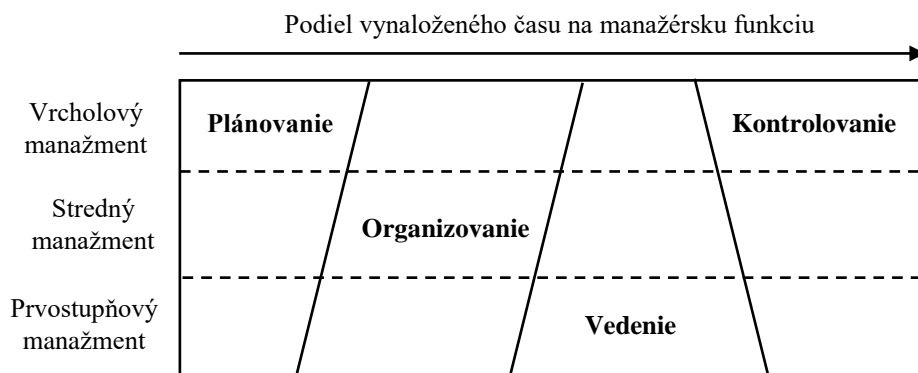 Podiel vynaloženého času na manažérsku funkciu
Vrcholový
manažment
Plánovanie
Kontrolovanie
Stredný
manažment
Organizovanie
Prvostupňový
manažment
Vedenie